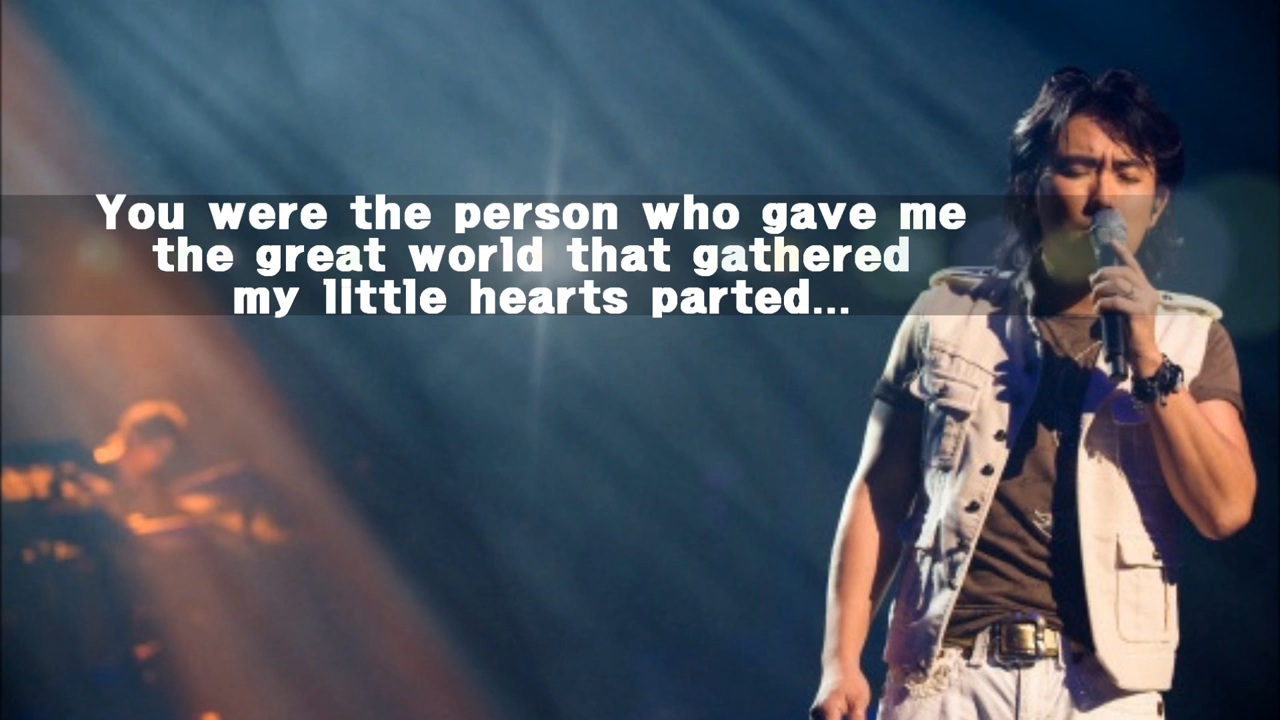 You were the person who gave me
the great world that gathered
my little hearts parted...